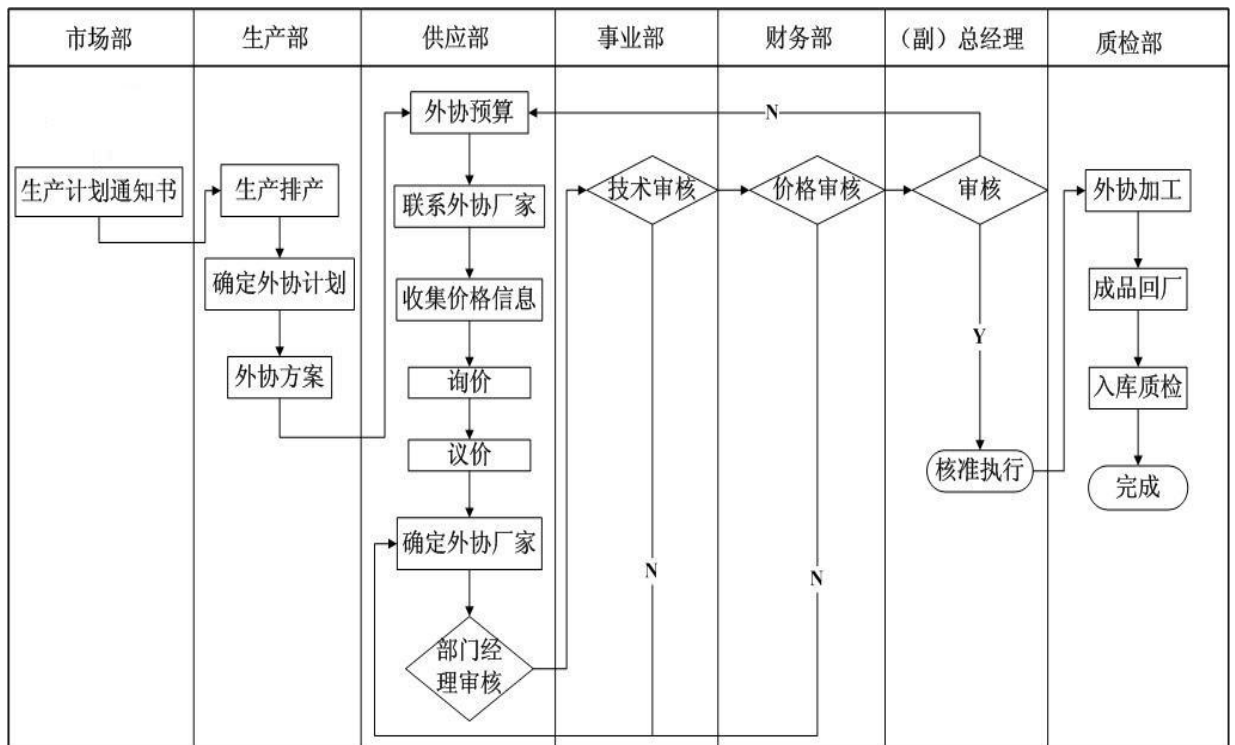 市场部
生产部
供应部
事业部
财务部
（副）总经理
质检部
生产计划通知书
生产排产
确定外协计划
外协方案
外协预算
联系外协厂家
收集价格信息
询价
议价
确定外协厂家
部门经
理审核
技术审核
N
价格审核
N
N
审核
Y
核准执行
外协加工
成品回厂
入库质检
完成